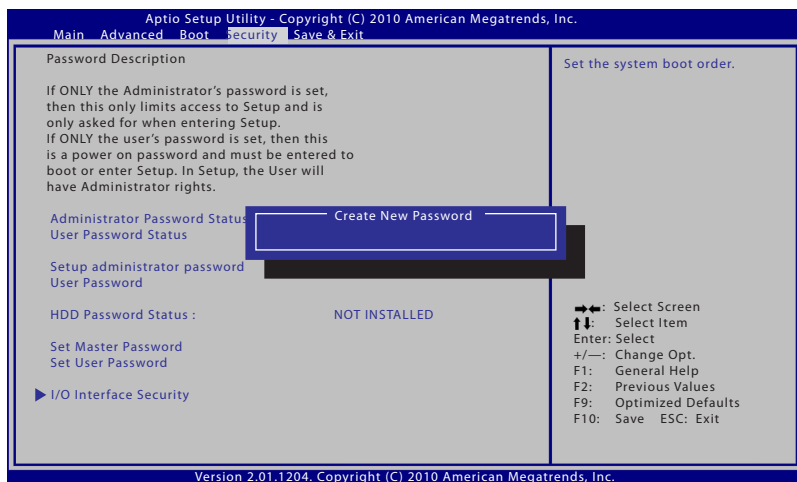 Aptio Setup Utility - Copyright (C) 2010 American Megatrends, Inc.
Main Advanced Boot Security Save & Exit
Password Description
If ONLY the Administrator's password is set,
then this only limits access to Setup and is
only asked for when entering Setup.
If ONLY the user's password is set, then this
is a power on password and must be entered to
boot or enter Setup. In Setup, the User will
have Administrator rights.
Administrator Password Status
User Password Status
Create New Password
Setup administrator password
User Password
HDD Password Status : NOT INSTALLED
Set Master Password
Set User Password
I/O Interface Security
Set the system boot order.
→←: Select Screen
↑↓: Select Item
Enter: Select
+/—: Change Opt.
F1: General Help
F2: Previous Values
F9: Optimized Defaults
F10: Save ESC: Exit
Version 2.01.1204. Copyright (C) 2010 American Megatrends, Inc.